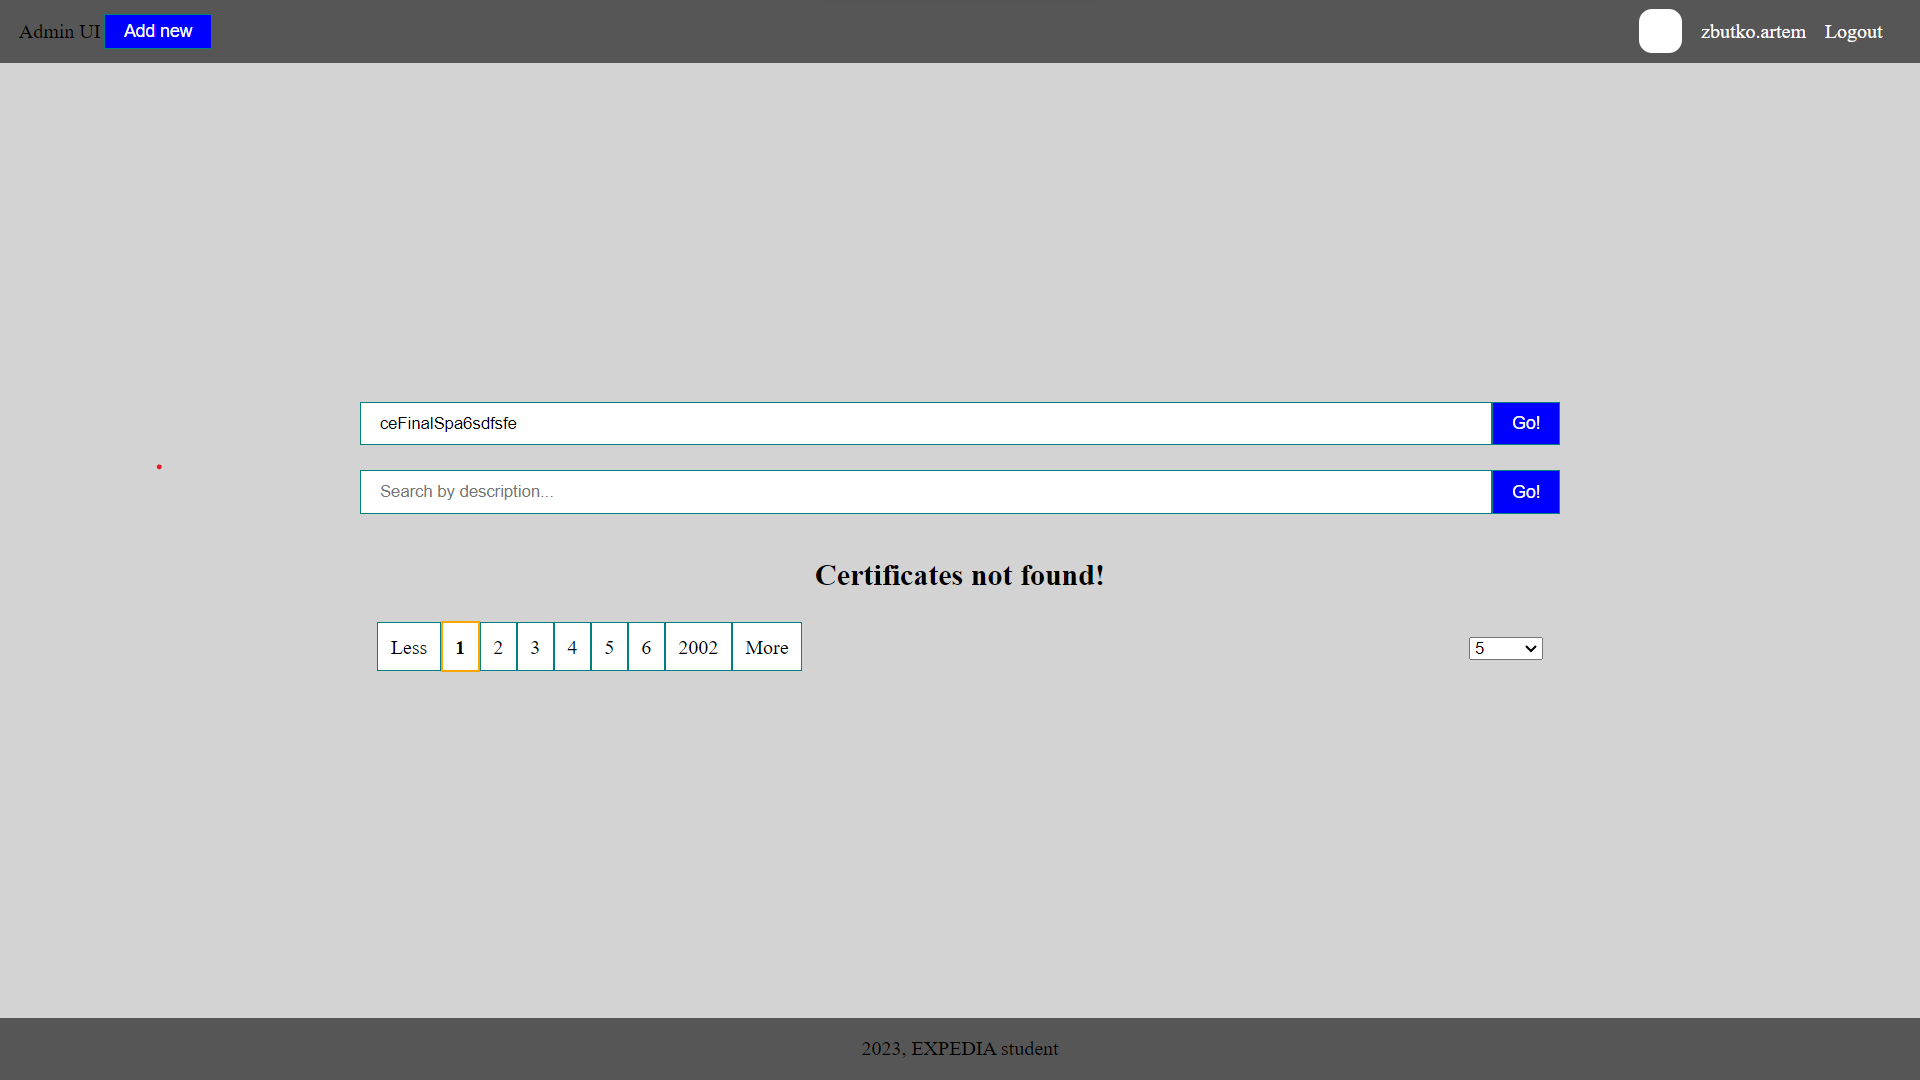 Admin UI Add new zbutko.artem Logout
ceFinalSpa6sdfsfe Go!
Search by description... Go!
Certificates not found!
Less 1 2 3 4 5 6 2002 More 5
2023, EXPEDIA student